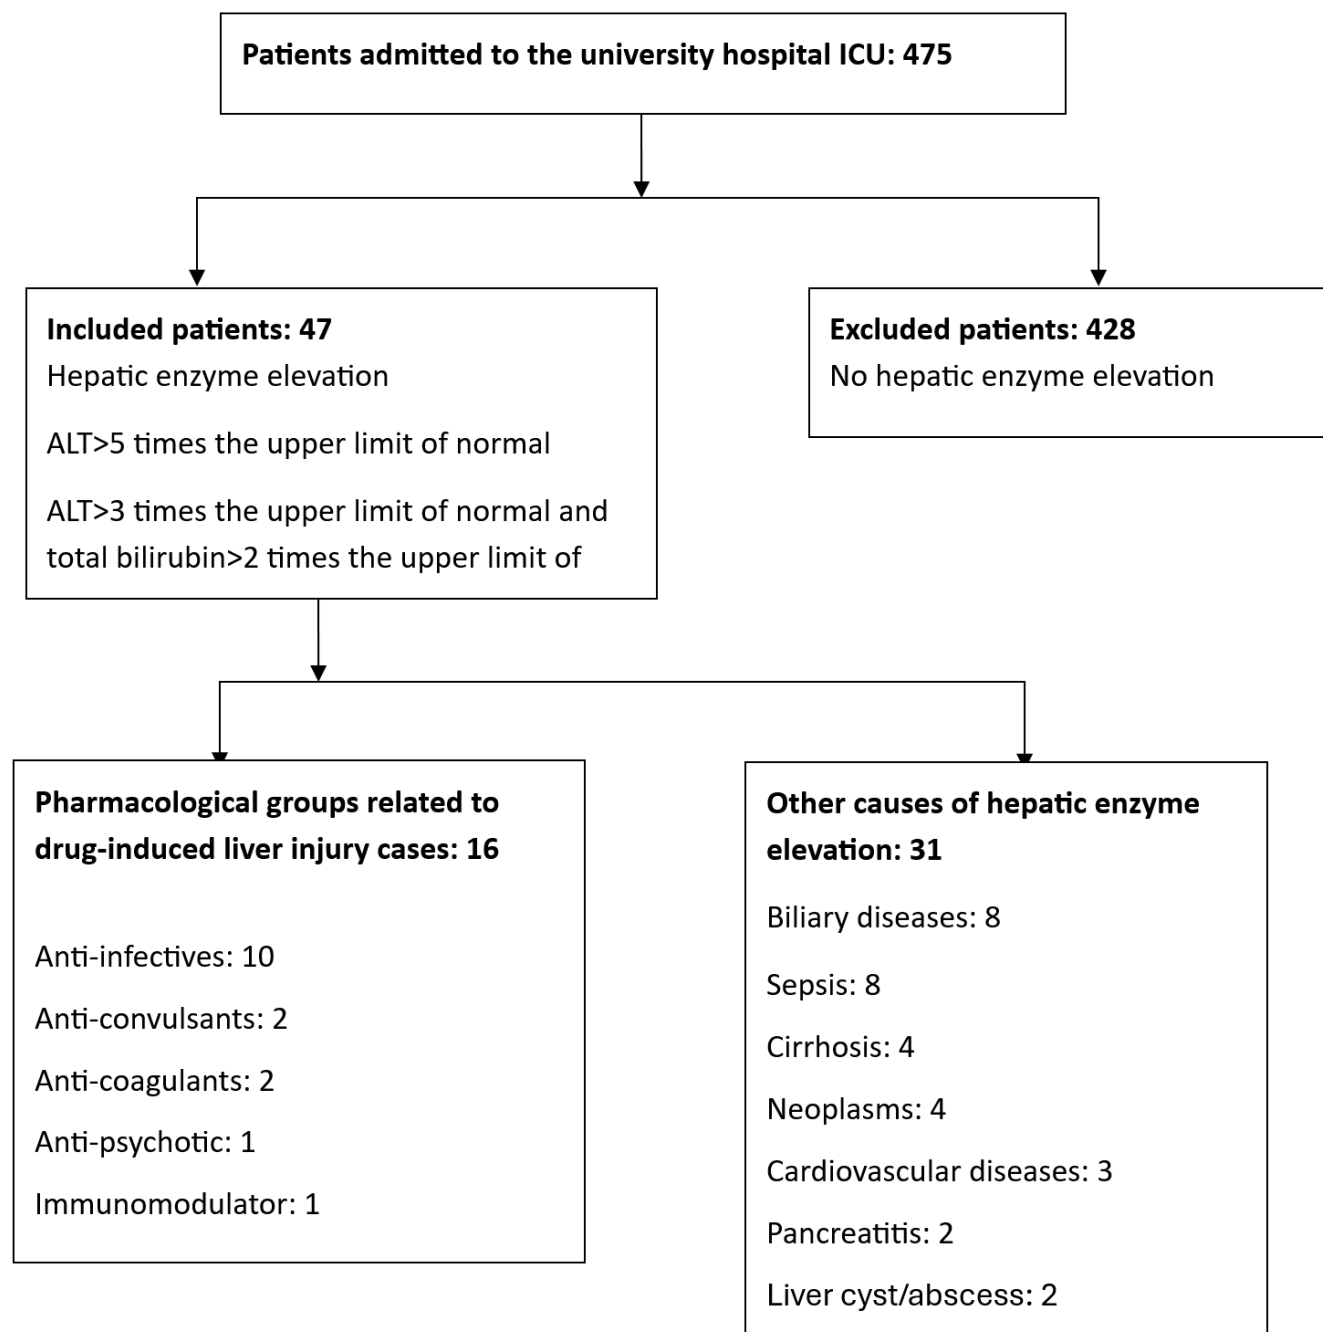 Patients admitted to the university hospital ICU: 475
Included patients: 47
Hepatic enzyme elevation
ALT>5 times the upper limit of normal
ALT>3 times the upper limit of normal and
total bilirubin>2 times the upper limit of
Excluded patients: 428
No hepatic enzyme elevation
Pharmacological groups related to
drug-induced liver injury cases: 16
Anti-infectives: 10
Anti-convulsants: 2
Anti-coagulants: 2
Anti-psychotic: 1
Immunomodulator: 1
Other causes of hepatic enzyme
elevation: 31
Biliary diseases: 8
Sepsis: 8
Cirrhosis: 4
Neoplasms: 4
Cardiovascular diseases: 3
Pancreatitis: 2
Liver cyst/abscess: 2